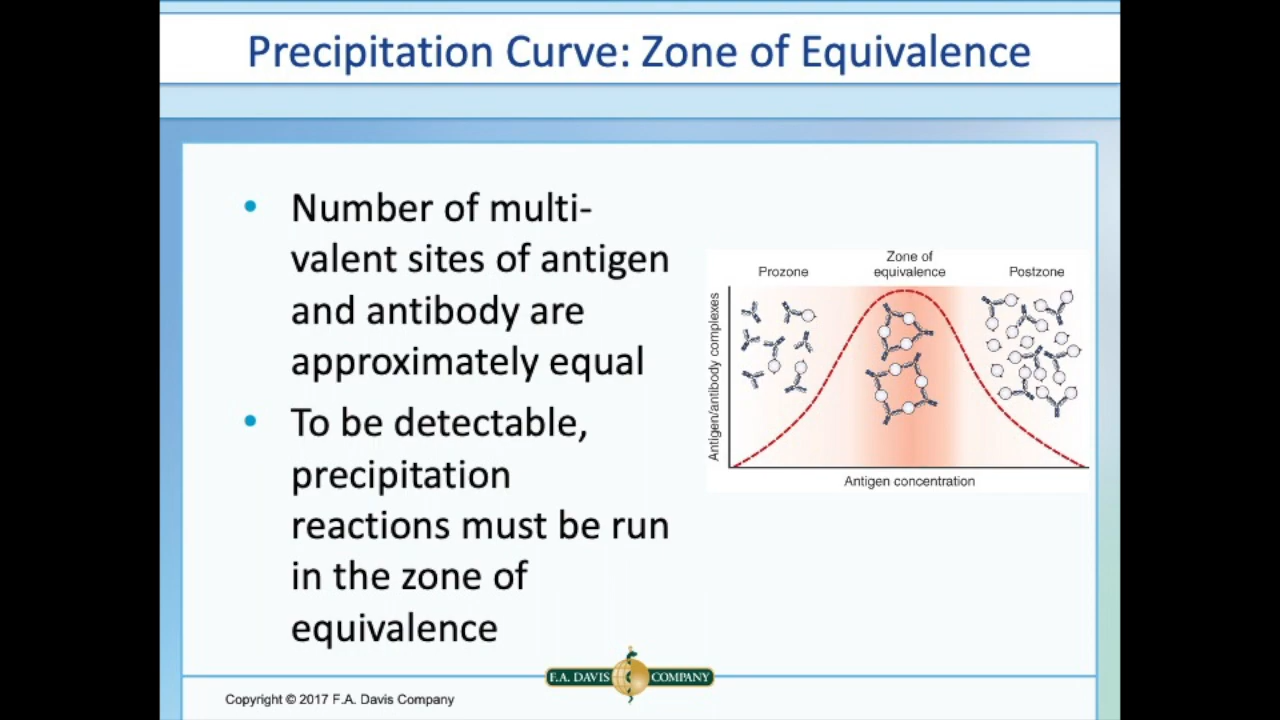 Precipitation Curve: Zone of Equivalence
• Number of multi-
valent sites of antigen
and antibody are
approximately equal
• To be detectable,
precipitation
reactions must be run
in the zone of
equivalence
Prozone
Zone of
equivalence
Postzone
Antigen/antibody complexes
Antigen concentration
F.A. DAVIS COMPANY
Copyright © 2017 F.A. Davis Company